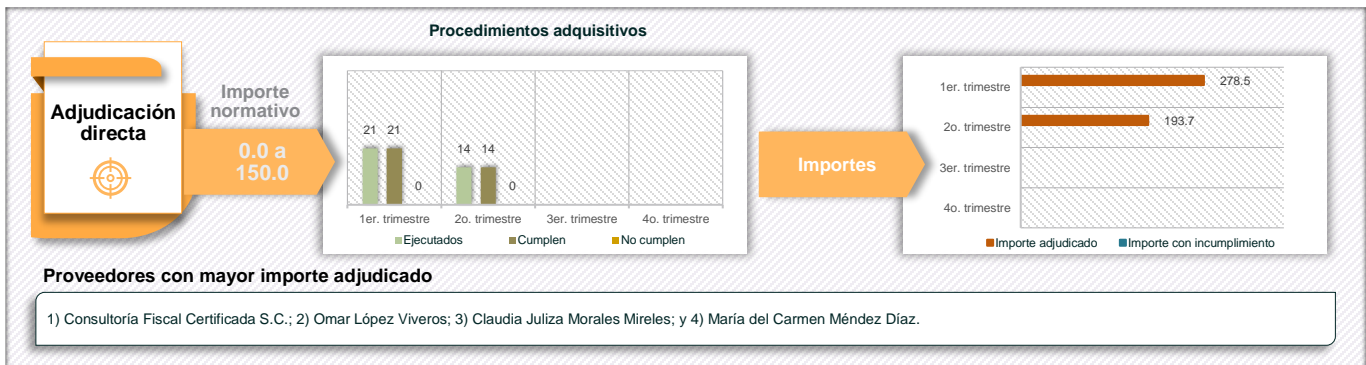 Procedimientos adquisitivos
Adjudicación
directa
Importe
normativo
0.0 a
150.0
21 21
0
14 14
0
1er. trimestre 2o. trimestre 3er. trimestre 4o. trimestre
Ejecutados Cumplen No cumplen
Importes
1er. trimestre 278.5
2o. trimestre 193.7
3er. trimestre
4o. trimestre
Importe adjudicado Importe con incumplimiento
Proveedores con mayor importe adjudicado
1) Consultoría Fiscal Certificada S.C.; 2) Omar López Viveros; 3) Claudia Juliza Morales Mireles; y 4) María del Carmen Méndez Díaz.